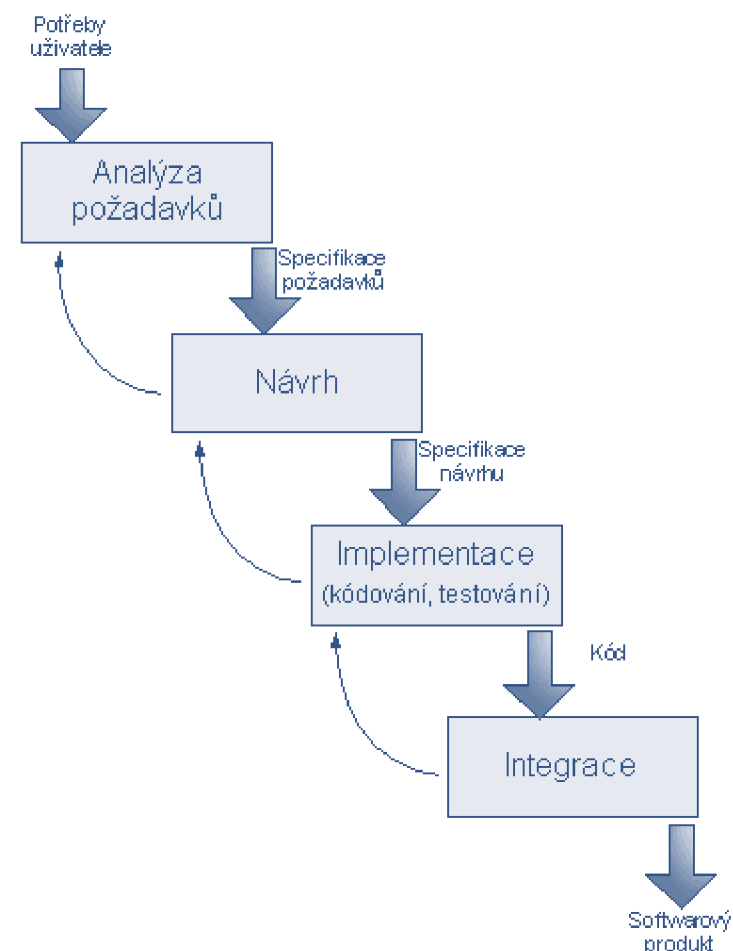 Potřeby
uživatele
Analýza
požadavků
Specifikace
požadavků
Návrh
Specifikace
návrhu
Implementace
(kódování, testování)
Kód
Integrace
Softwarový
produkt